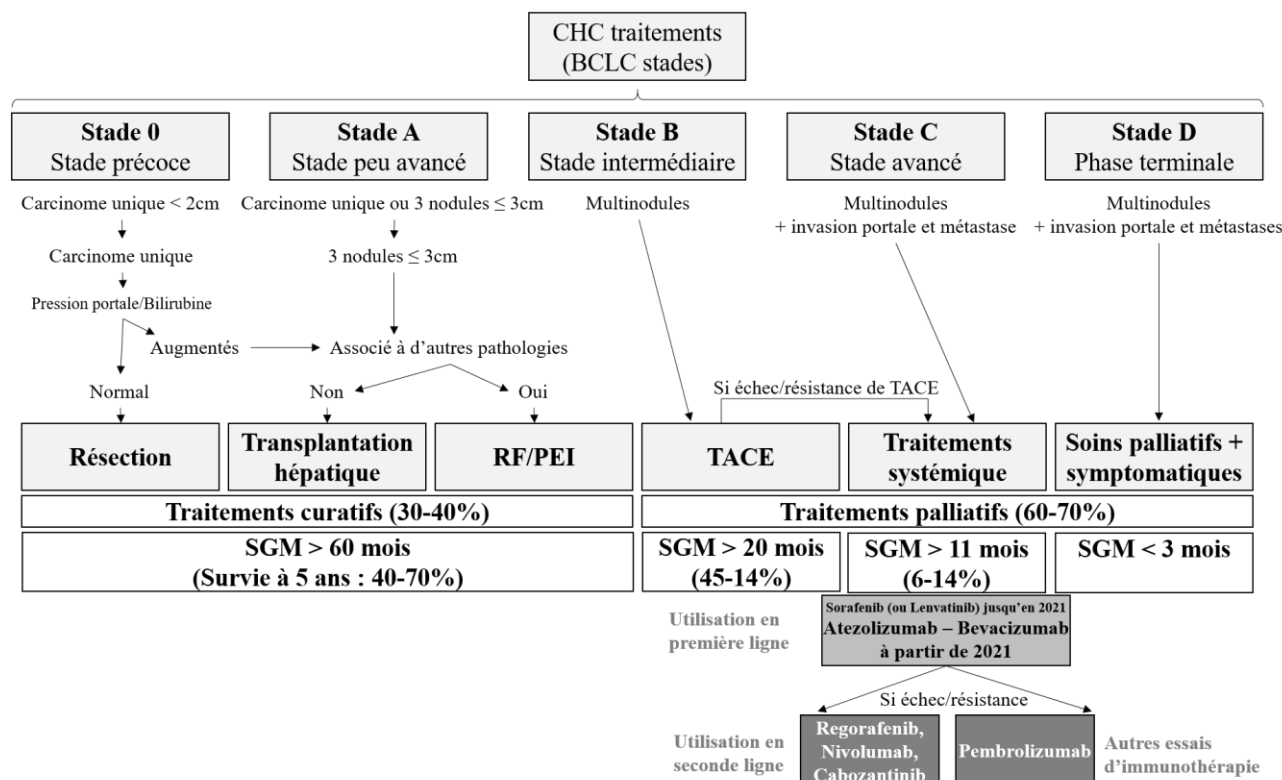 CHC traitements
(BCLC stades)
Stade 0
Stade précoce
Stade A
Stade peu avancé
Stade B
Stade intermédiaire
Stade C
Stade avancé
Stade D
Phase terminale
Carcinome unique < 2cm
Carcinome unique ou 3 nodules ≤ 3cm
Multinodules
Multinodules
+ invasion portale et métastase
Multinodules
+ invasion portale et métastases
Carcinome unique
3 nodules ≤ 3cm
Pression portale/Bilirubine
Augmentés
Associé à d'autres pathologies
Normal
Non
Oui
Si échec/résistance de TACE
Résection
Transplantation
hépatique
RF/PEI
TACE
Traitements
systémique
Soins palliatifs +
symptomatiques
Traitements curatifs (30-40%)
Traitements palliatifs (60-70%)
SGM > 60 mois
(Survie à 5 ans : 40-70%)
SGM > 20 mois
(45-14%)
SGM > 11 mois
(6-14%)
SGM < 3 mois
Utilisation en
première ligne
Sorafenib (ou Lenvatinib) jusqu'en 2021
Atezolizumab – Bevacizumab
à partir de 2021
Si échec/résistance
Utilisation en
seconde ligne
Regorafenib,
Nivolumab,
Cabozantinib
Pembrolizumab
Autres essais
d'immunothérapie